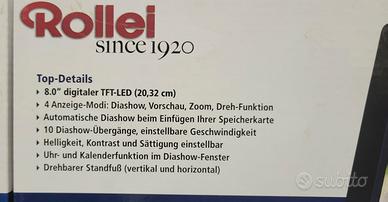 Rollei
since 1920
Top-Details
▸ 8.0" digitaler TFT-LED (20,32 cm)
▸ 4 Anzeige-Modi: Diashow, Vorschau, Zoom, Dreh-Funktion
▸ Automatische Diashow beim Einfügen Ihrer Speicherkarte
▸ 10 Diashow-Übergänge, einstellbare Geschwindigkeit
▸ Helligkeit, Kontrast und Sättigung einstellbar
▸ Uhr- und Kalenderfunktion im Diashow-Fenster
▸ Drehbarer Standfuß (vertikal und horizontal)
subito